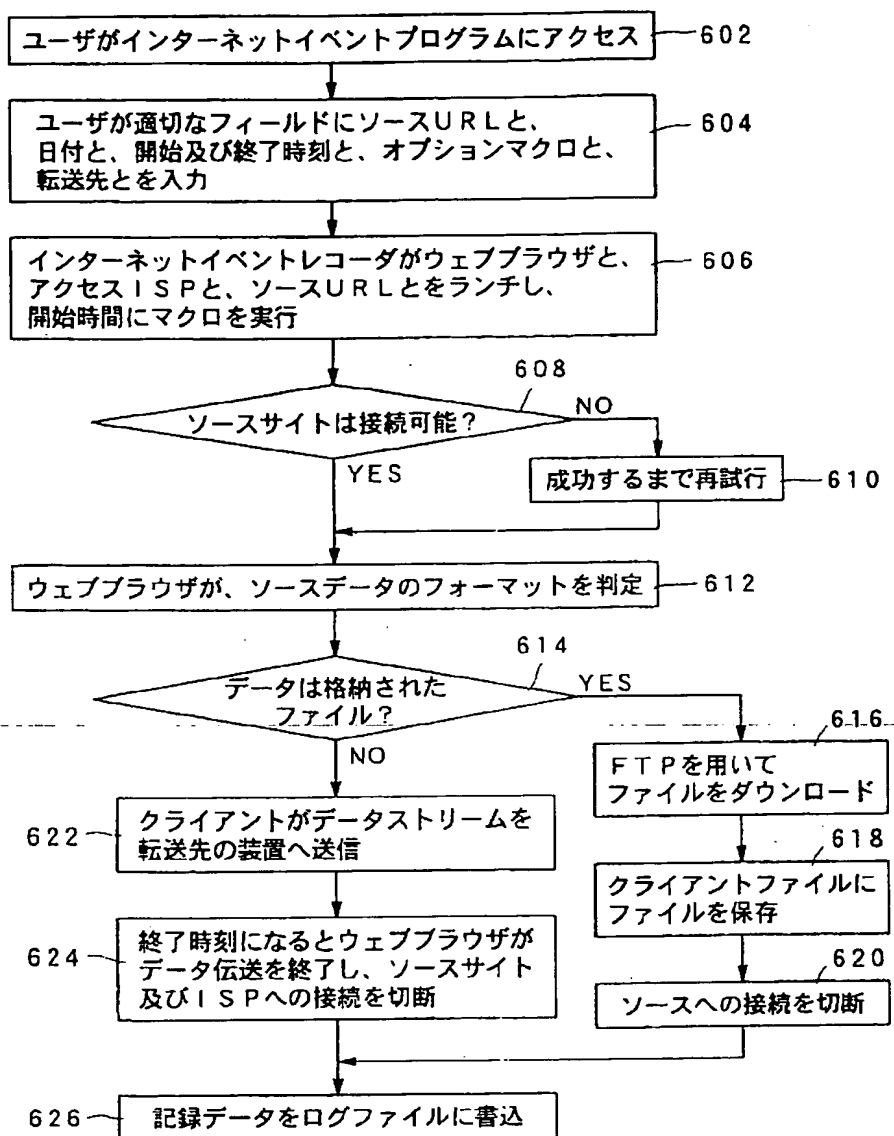 ユーザがインターネットイベントプログラムにアクセス
602
ユーザが適切なフィールドにソースURLと、
日付と、開始及び終了時刻と、オプションマクロと、
転送先とを入力
604
インターネットイベントレコーダがウェブブラウザと、
アクセスISPと、ソースURLとをランチし、
開始時間にマクロを実行
606
608
ソースサイトは接続可能?
NO
YES
成功するまで再試行
610
ウェブブラウザが、ソースデータのフォーマットを判定
612
614
データは格納された
ファイル?
YES
NO
616
FTPを用いて
ファイルをダウンロード
622
クライアントがデータストリームを
転送先の装置へ送信
618
クライアントファイルに
ファイルを保存
624
終了時刻になるとウェブブラウザが
データ伝送を終了し、ソースサイト
及びISPへの接続を切断
620
ソースへの接続を切断
626
記録データをログファイルに書込